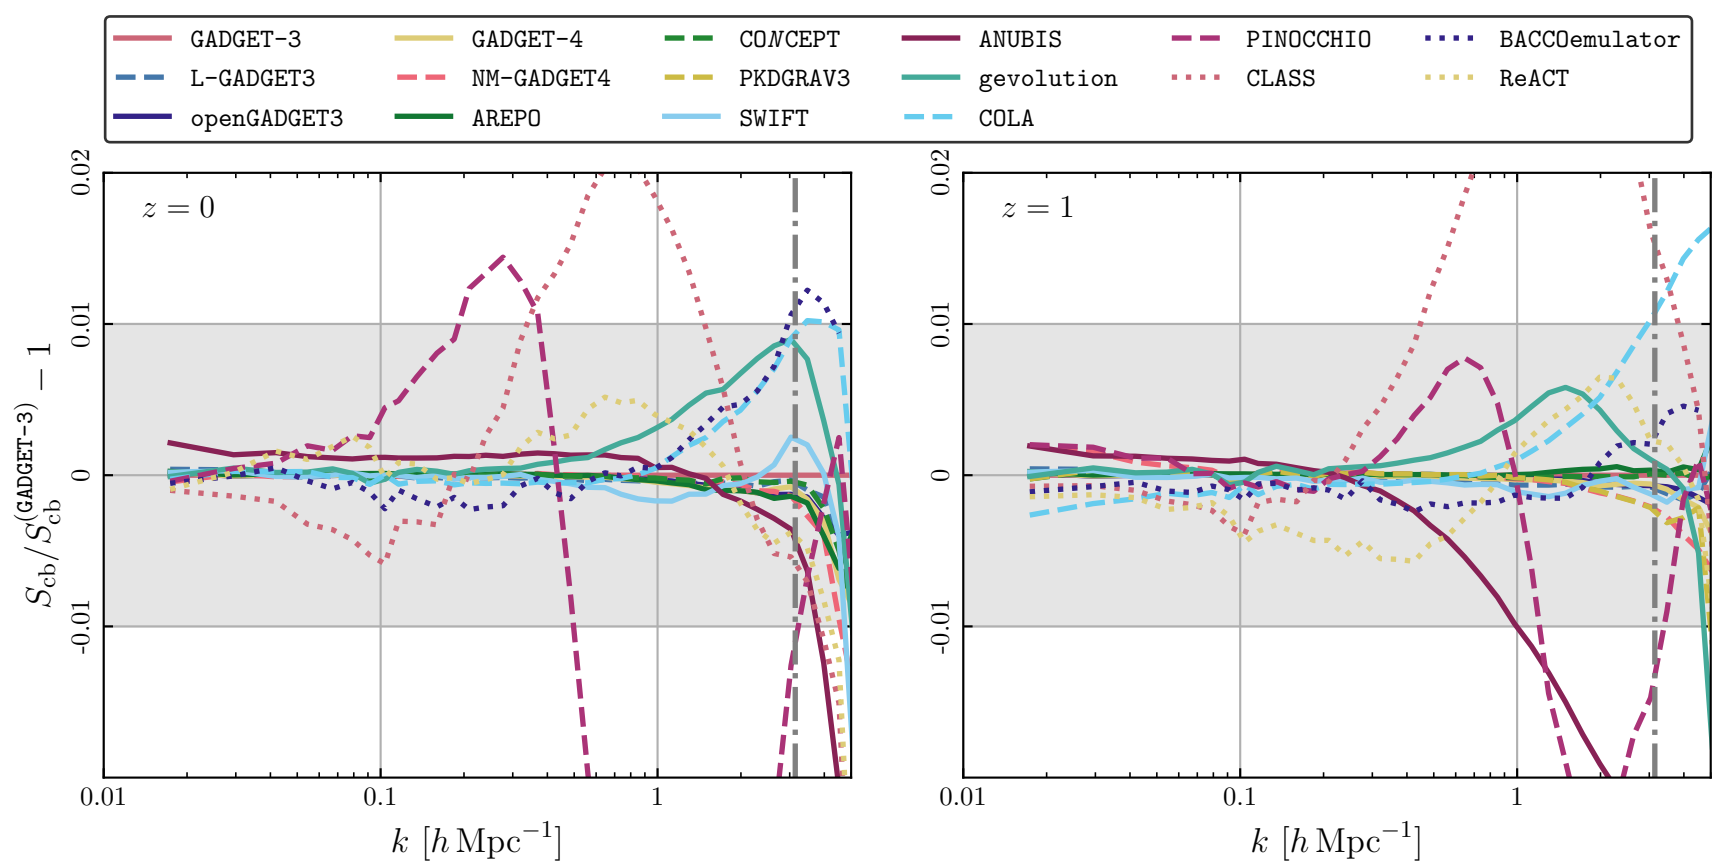 GADGET-3 GADGET-4 CONCEPT ANUBIS PINOCCHIO BACCOemulator
L-GADGET3 NM-GADGET4 PKDGRAV3 gevolution CLASS ReACT
openGADGET3 AREPO SWIFT COLA
S_cb/S_cb^(GADGET-3) − 1
z = 0
0.02
0.01
0
-0.01
0.01 0.1 1
k [h Mpc⁻¹]
z = 1
0.02
0.01
0
-0.01
0.01 0.1 1
k [h Mpc⁻¹]